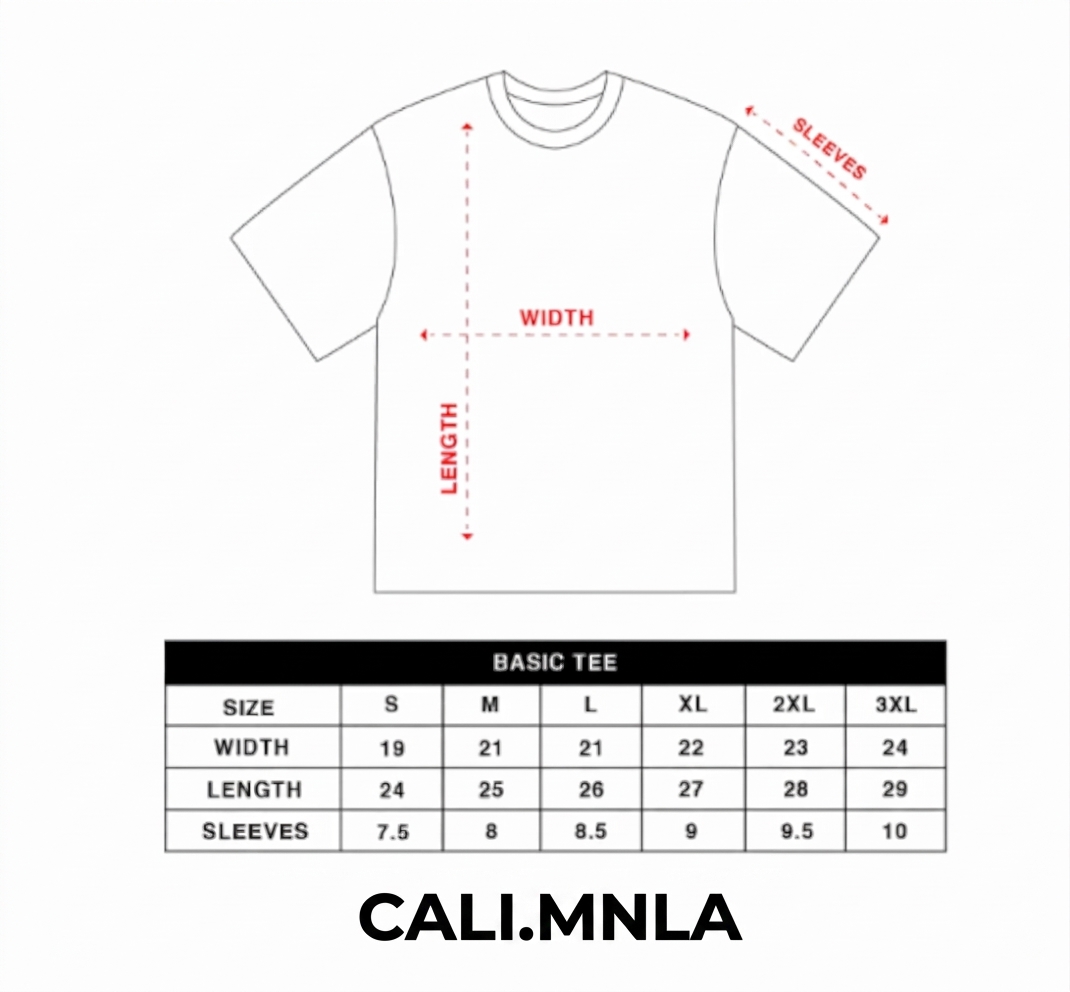 SLEEVES
WIDTH
LENGTH
BASIC TEE
SIZE S M L XL 2XL 3XL
WIDTH 19 21 21 22 23 24
LENGTH 24 25 26 27 28 29
SLEEVES 7.5 8 8.5 9 9.5 10
CALI.MNLA